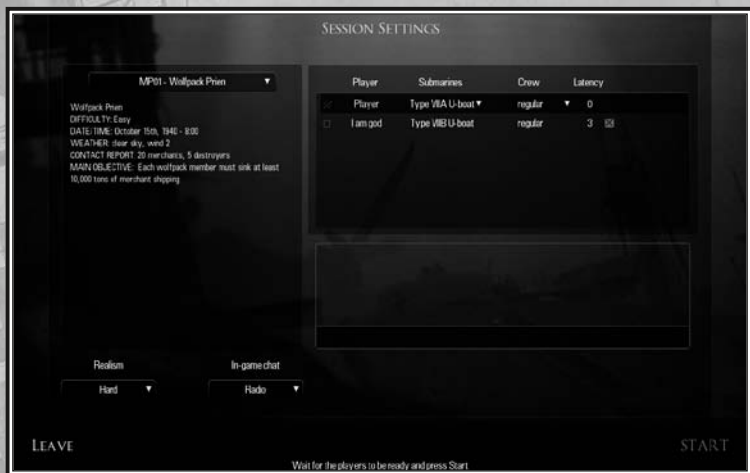 SESSION SETTINGS
MP01 - Wolfpack Prien
Wolfpack Prien
DIFFICULTY: Easy
DATE/TIME: October 15th, 1940 - 8:00
WEATHER: clear sky, wind 2
CONTACT REPORT: 20 merchants, 5 destroyers
MAIN OBJECTIVE: Each wolfpack member must sink at least
10,000 tons of merchant shipping
Player Submarines Crew Latency
Player Type VIIA U-boat regular 0
I am god Type VIIB U-boat regular 3
Realism In-game chat
Hard Radio
LEAVE START
Wait for the players to be ready and press Start